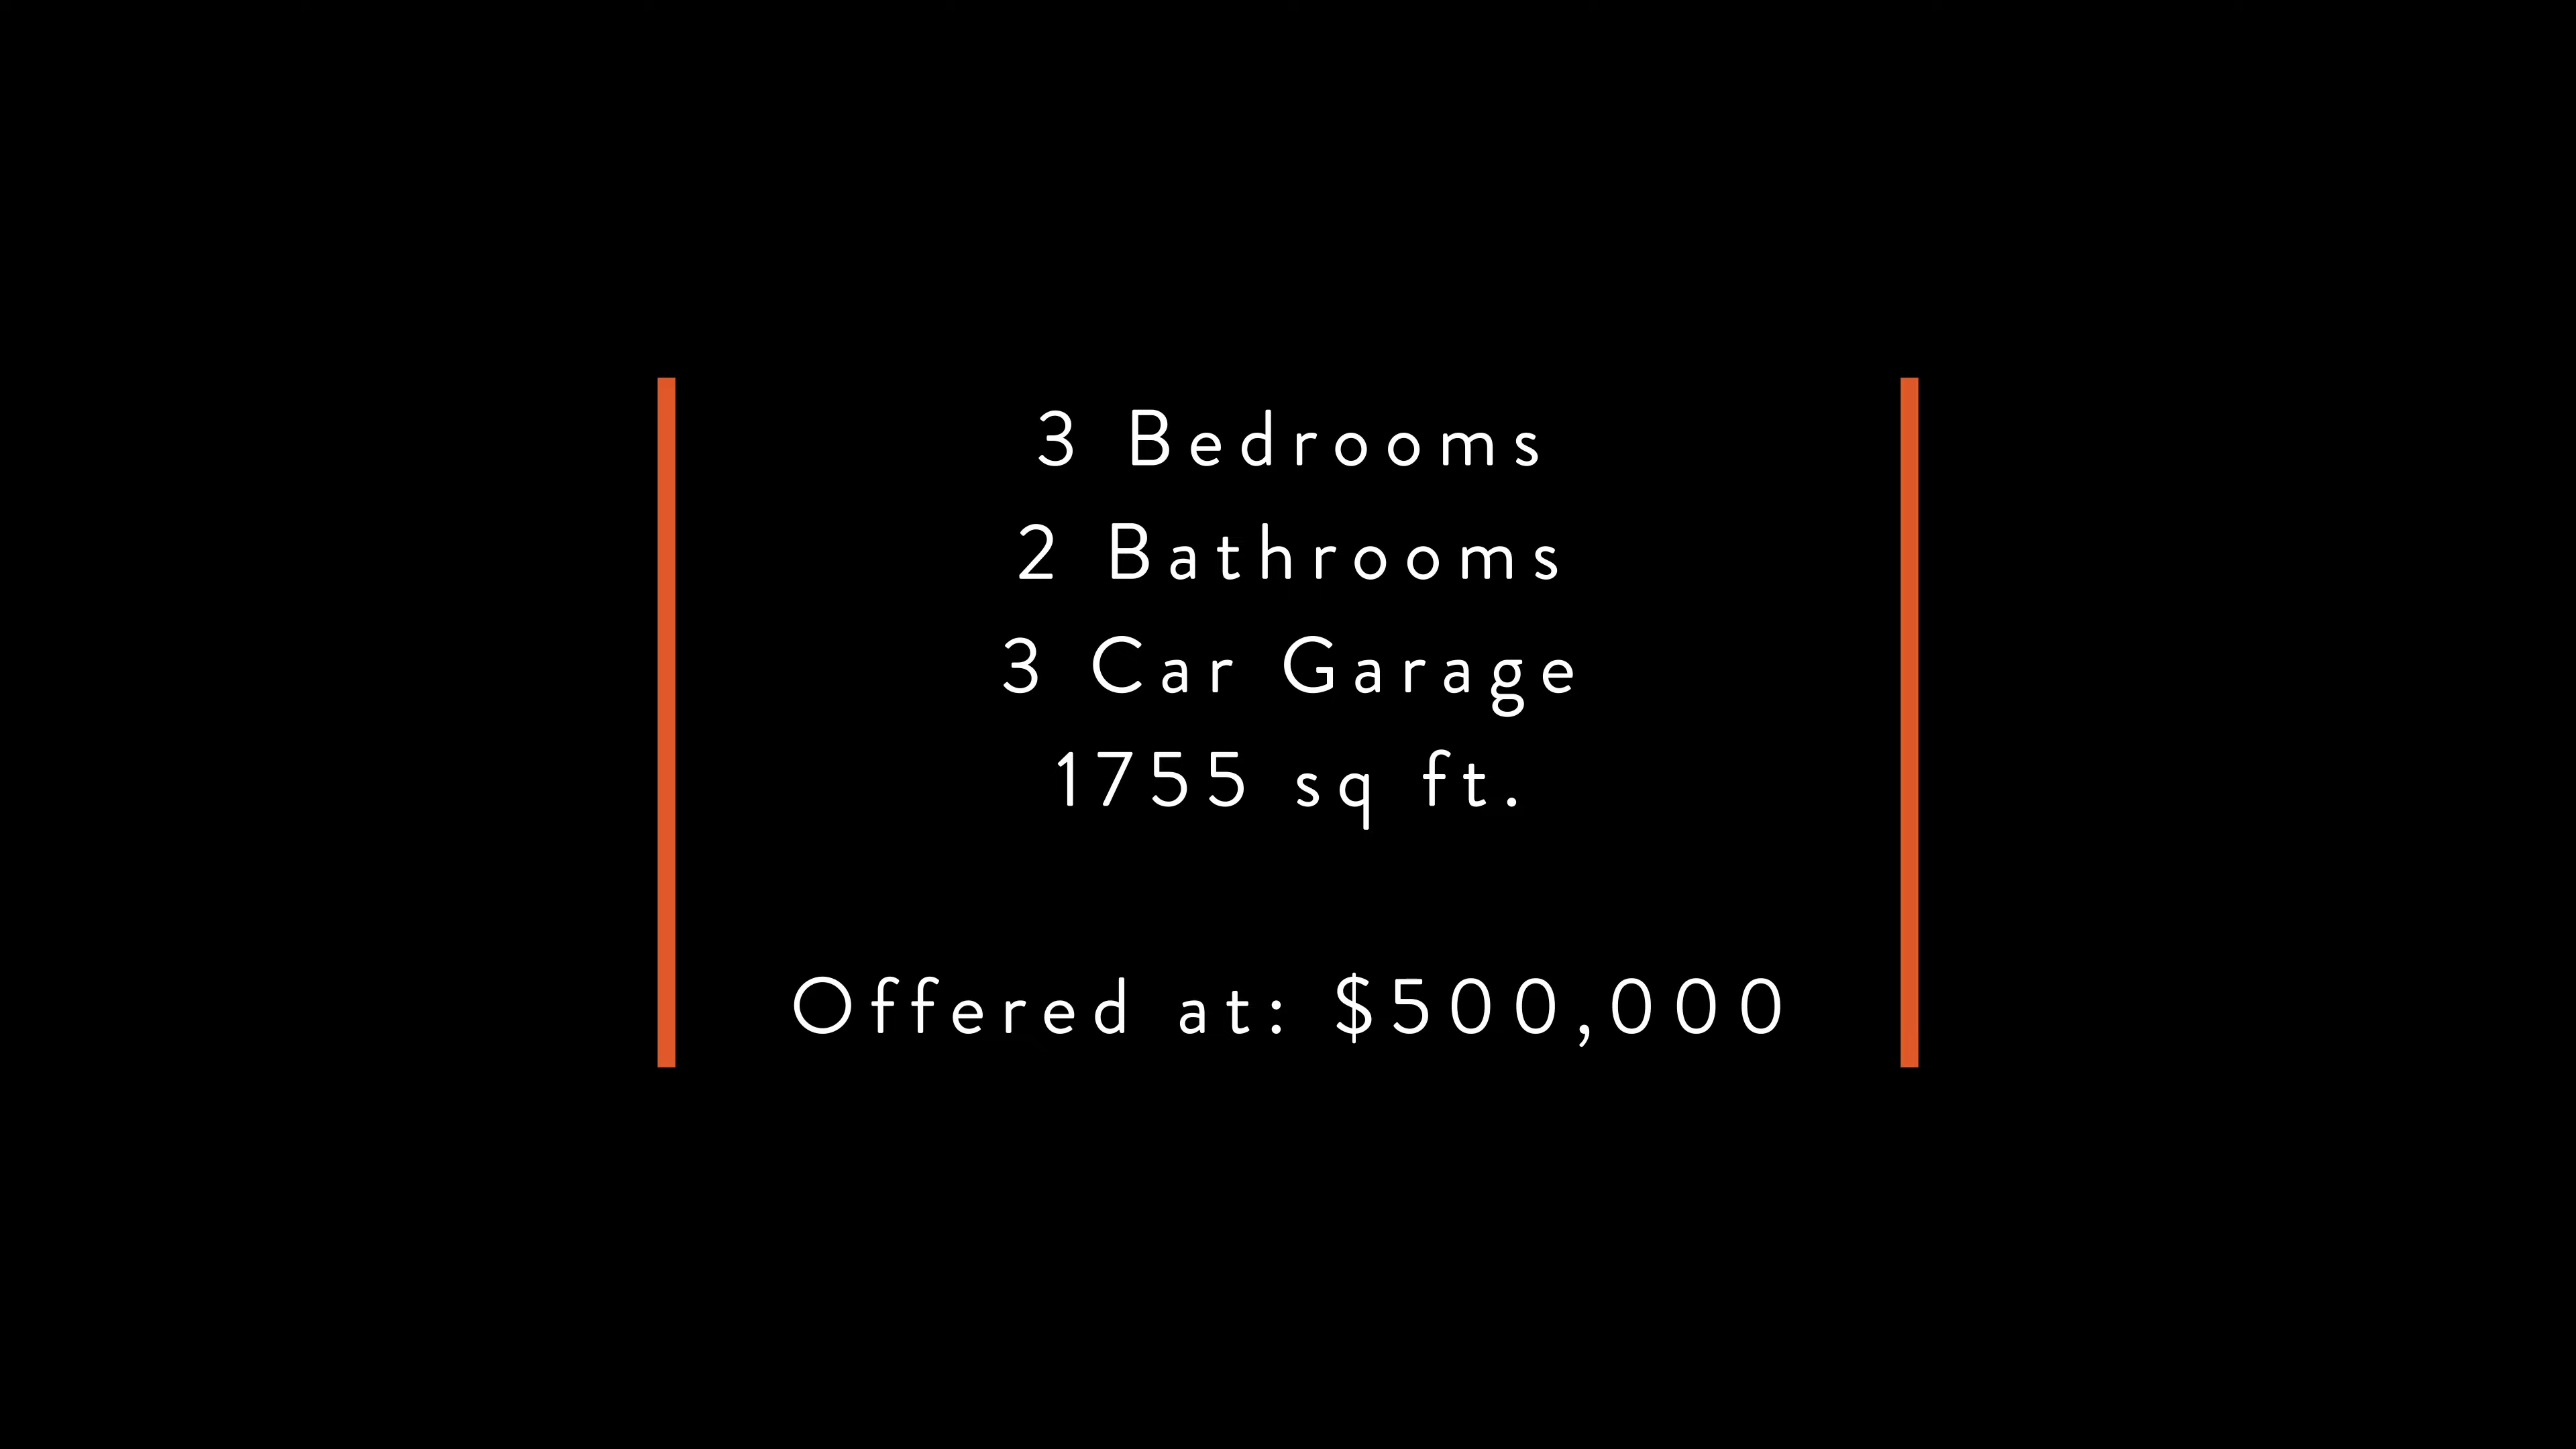 3 Bedrooms
2 Bathrooms
3 Car Garage
1755 sq ft.
Offered at: $500,000